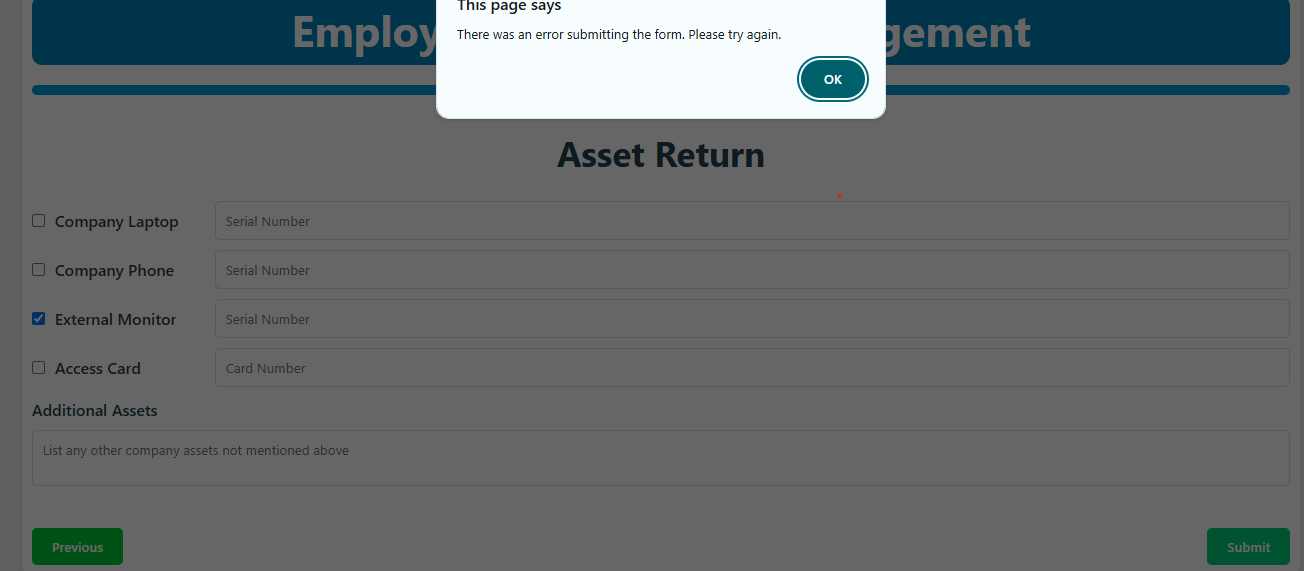 This page says
There was an error submitting the form. Please try again.
OK
Employ
gement
Asset Return
Company Laptop
Serial Number
Company Phone
Serial Number
External Monitor
Serial Number
Access Card
Card Number
Additional Assets
List any other company assets not mentioned above
Previous
Submit